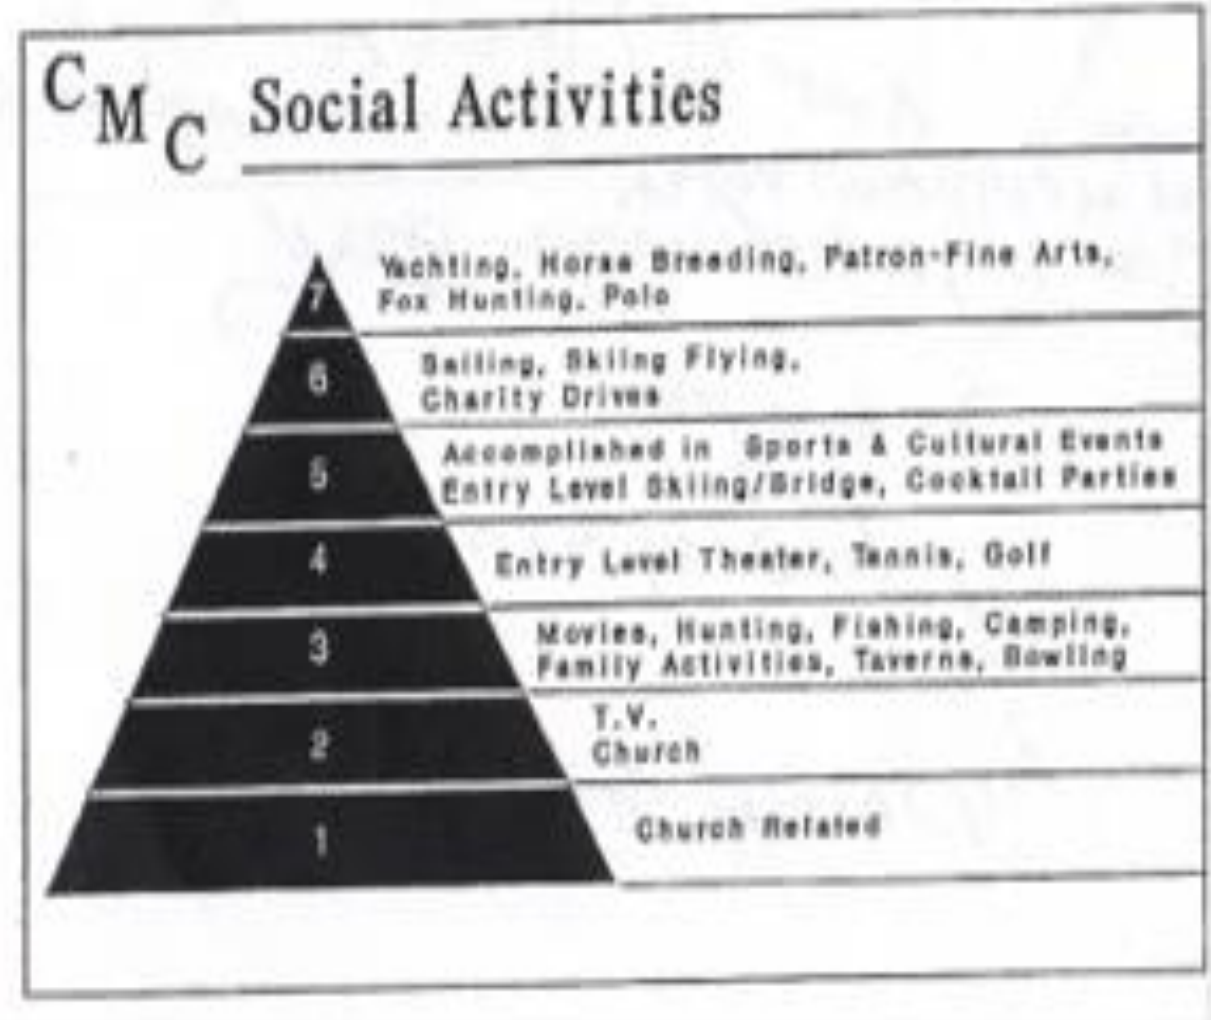 CMC Social Activities
7
Yachting, Horse Breeding, Patron-Fine Arts,
Fox Hunting, Polo
6
Sailing, Skiing Flying,
Charity Drives
5
Accomplished in Sports & Cultural Events
Entry Level Skiing/Bridge, Cocktail Parties
4
Entry Level Theater, Tennis, Golf
3
Movies, Hunting, Fishing, Camping,
Family Activities, Taverns, Bowling
2
T.V.
Church
1
Church Related